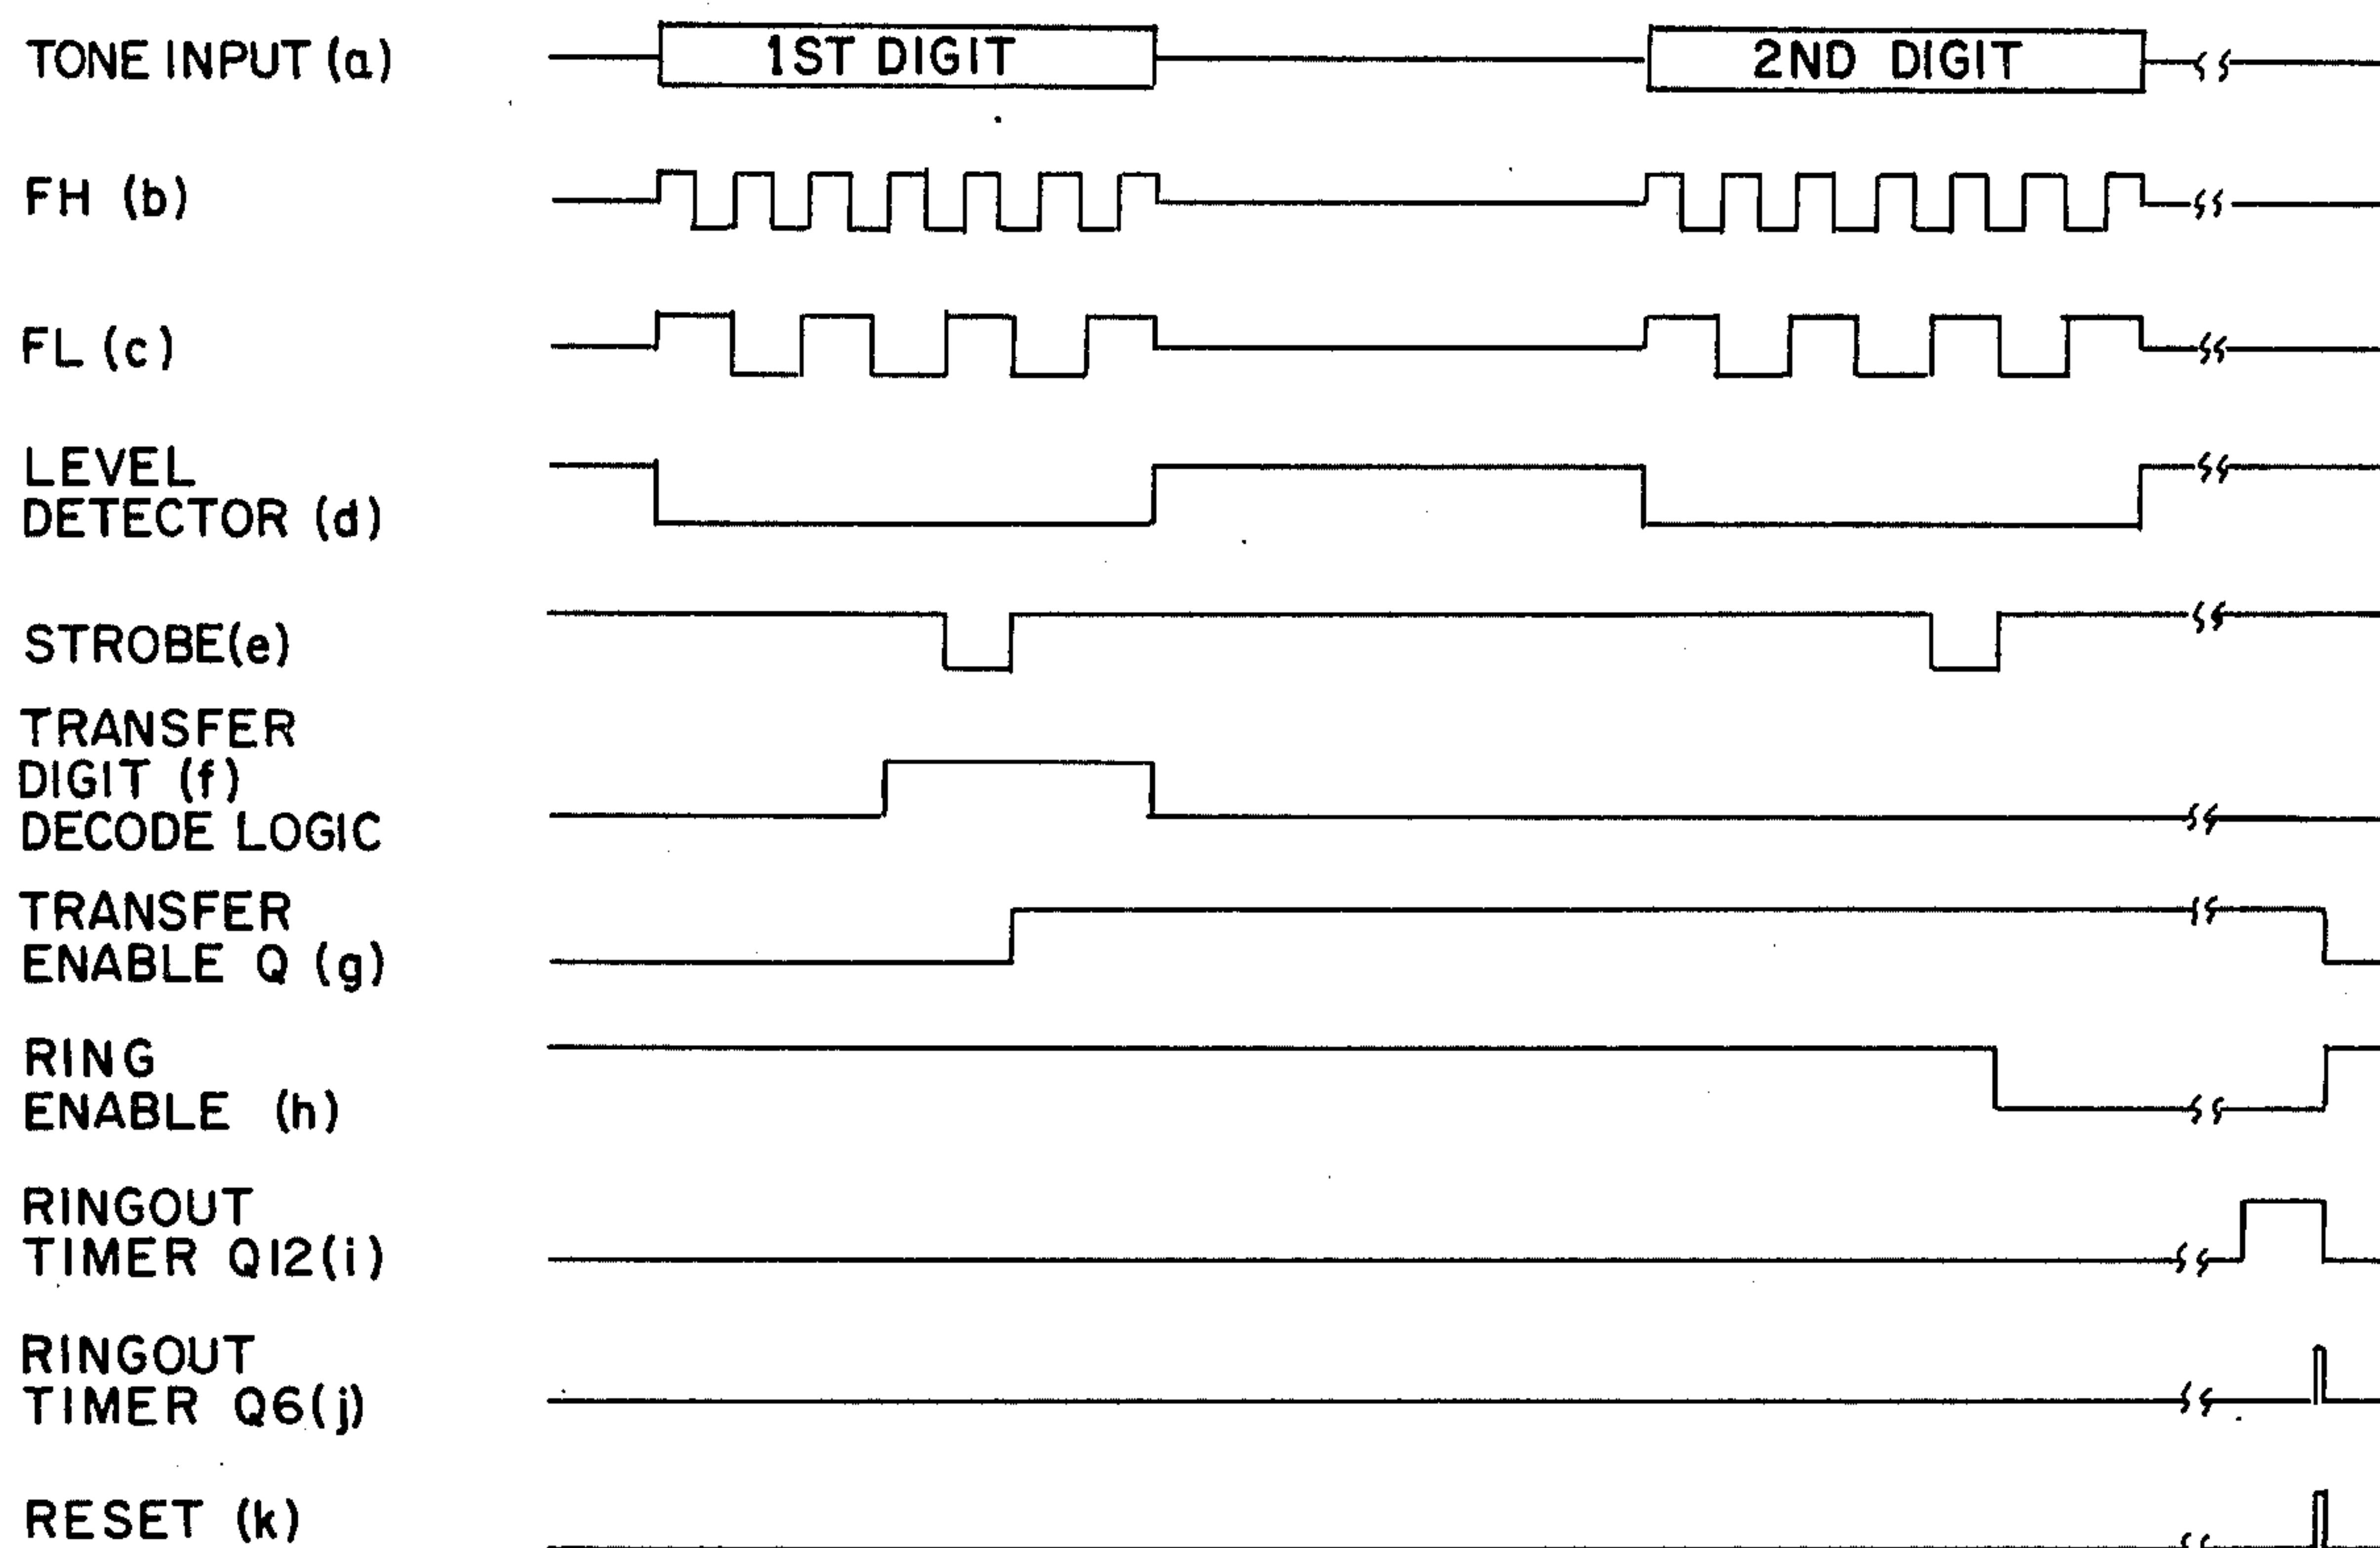 TONE INPUT (a)
1ST DIGIT
2ND DIGIT
FH (b)
FL (c)
LEVEL
DETECTOR (d)
STROBE(e)
TRANSFER
DIGIT (f)
DECODE LOGIC
TRANSFER
ENABLE Q (g)
RING
ENABLE (h)
RINGOUT
TIMER Q12(i)
RINGOUT
TIMER Q6(j)
RESET (k)